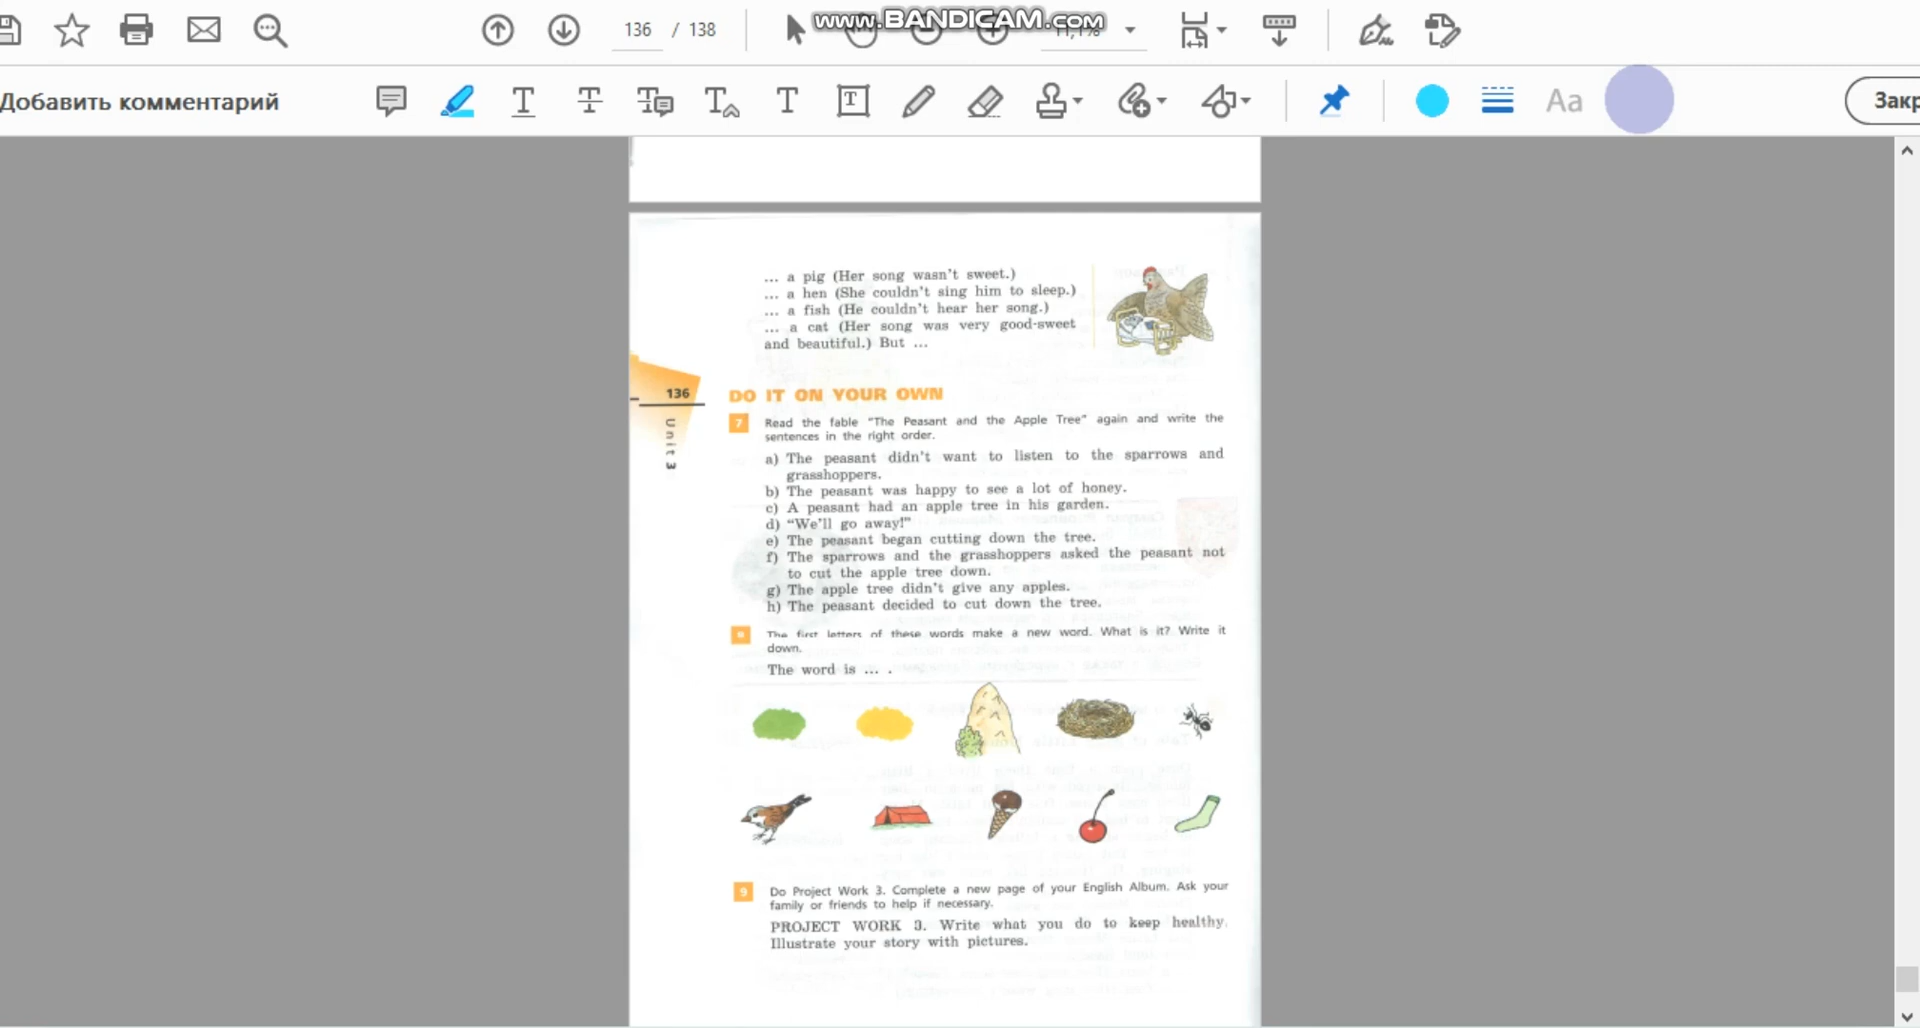 www.BANDICAM.com
136 / 138
Добавить комментарий
Aa
Закр
... a pig (Her song wasn't sweet.)
... a hen (She couldn't sing him to sleep.)
... a fish (He couldn't hear her song.)
... a cat (Her song was very good-sweet
and beautiful.) But ...
136
Unit 3
DO IT ON YOUR OWN
7 Read the fable "The Peasant and the Apple Tree" again and write the
sentences in the right order.
a) The peasant didn't want to listen to the sparrows and
grasshoppers.
b) The peasant was happy to see a lot of honey.
c) A peasant had an apple tree in his garden.
d) "We'll go away!"
e) The peasant began cutting down the tree.
f) The sparrows and the grasshoppers asked the peasant not
to cut the apple tree down.
g) The apple tree didn't give any apples.
h) The peasant decided to cut down the tree.
8 The first letters of these words make a new word. What is it? Write it
down.
The word is ... .
9 Do Project Work 3. Complete a new page of your English Album. Ask your
family or friends to help if necessary.
PROJECT WORK 3. Write what you do to keep healthy.
Illustrate your story with pictures.